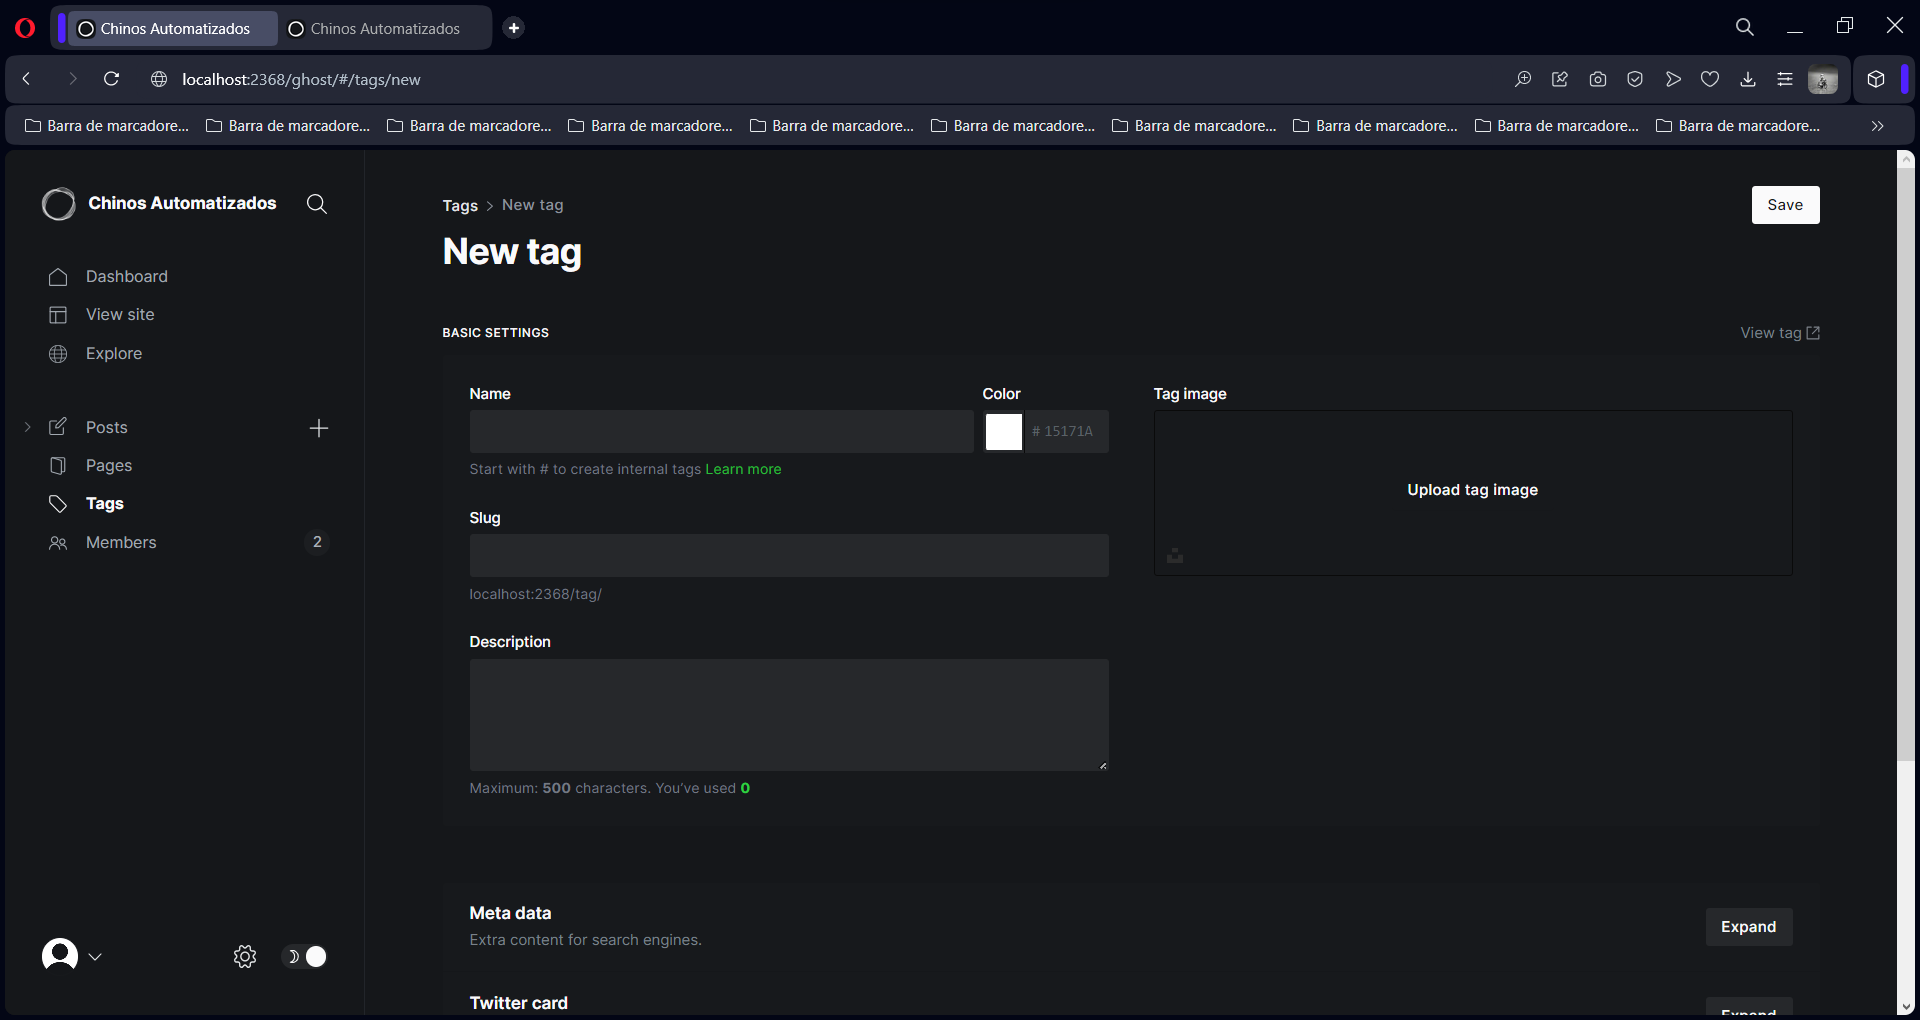 Chinos Automatizados
Chinos Automatizados
localhost:2368/ghost/#/tags/new
Barra de marcadore...
Barra de marcadore...
Barra de marcadore...
Barra de marcadore...
Barra de marcadore...
Barra de marcadore...
Barra de marcadore...
Barra de marcadore...
Barra de marcadore...
Barra de marcadore...
Chinos Automatizados
Dashboard
View site
Explore
Posts
Pages
Tags
Members 2
Tags > New tag
Save
New tag
BASIC SETTINGS
View tag
Name
Color
# 15171A
Start with # to create internal tags Learn more
Slug
localhost:2368/tag/
Description
Maximum: 500 characters. You've used 0
Tag image
Upload tag image
Meta data
Extra content for search engines.
Expand
Twitter card
Expand